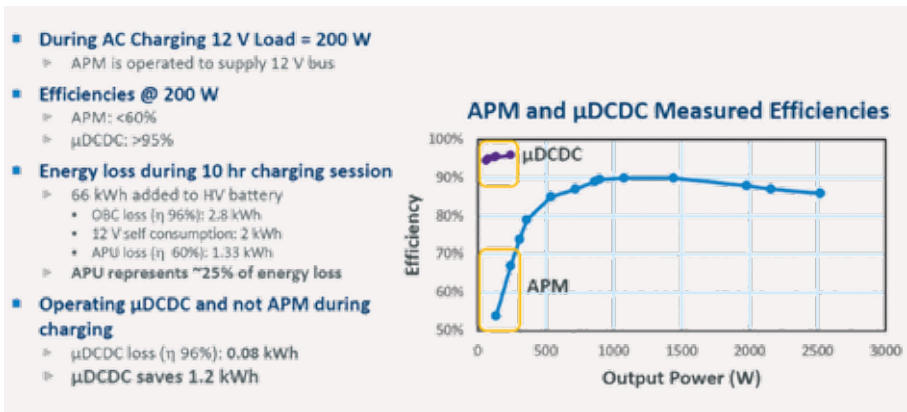 During AC Charging 12 V Load = 200 W
APM is operated to supply 12 V bus
Efficiencies @ 200 W
APM: <60%
µDCDC: >95%
Energy loss during 10 hr charging session
66 kWh added to HV battery
OBC loss (η 96%): 2.8 kWh
12 V self consumption: 2 kWh
APU loss (η 60%): 1.33 kWh
APU represents ~25% of energy loss
Operating µDCDC and not APM during
charging
µDCDC loss (η 96%): 0.08 kWh
µDCDC saves 1.2 kWh
APM and µDCDC Measured Efficiencies
100%
90%
80%
70%
60%
50%
Efficiency
µDCDC
APM
0 500 1000 1500 2000 2500 3000
Output Power (W)